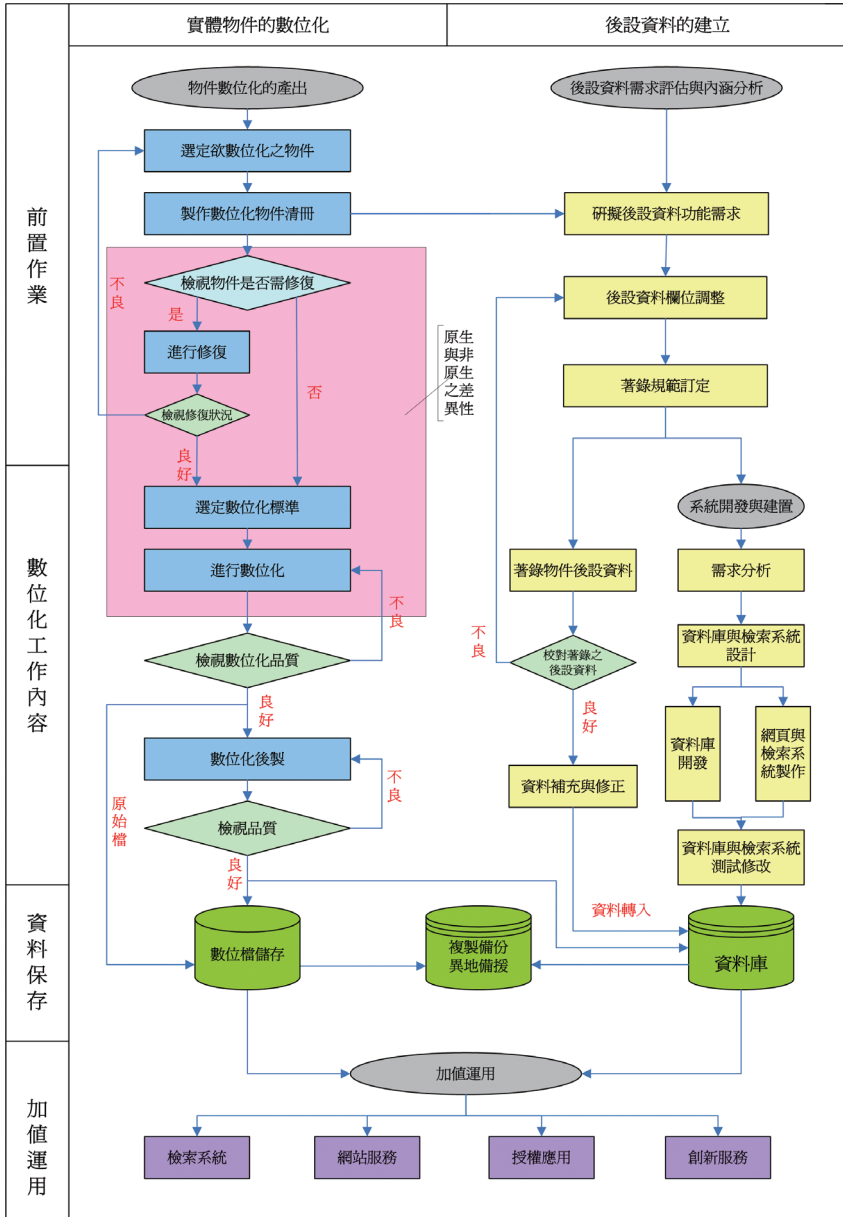 實體物件的數位化
後設資料的建立
前置作業
物件數位化的產出
選定欲數位化之物件
製作數位化物件清冊
檢視物件是否需修復
不良
是
進行修復
否
檢視修復狀況
良好
原生
與非
原生
之差
異性
後設資料需求評估與內涵分析
研擬後設資料功能需求
後設資料欄位調整
著錄規範訂定
數位化工作內容
選定數位化標準
進行數位化
不良
檢視數位化品質
良好
數位化後製
不良
原始檔
檢視品質
良好
系統開發與建置
著錄物件後設資料
需求分析
不良
校對著錄之
後設資料
資料庫與檢索系統
設計
良好
資料庫
開發
網頁與
檢索系
統製作
資料補充與修正
資料庫與檢索系統
測試修改
資料轉入
資料保存
數位檔儲存
複製備份
異地備援
資料庫
加值運用
加值運用
檢索系統
網站服務
授權應用
創新服務